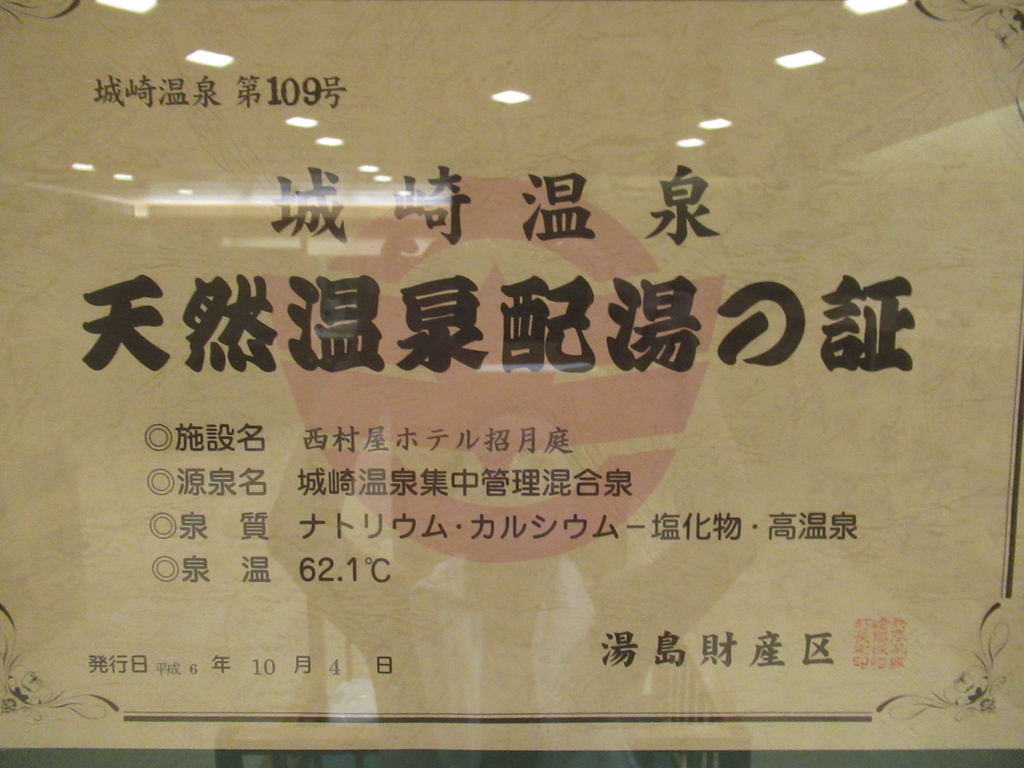 城崎温泉 第109号
城崎温泉
天然温泉配湯の証
◎施設名 西村屋ホテル招月庭
◎源泉名 城崎温泉集中管理混合泉
◎泉 質 ナトリウム・カルシウム－塩化物・高温泉
◎泉 温 62.1℃
発行日 平成 6 年 10 月 4 日
湯島財産区